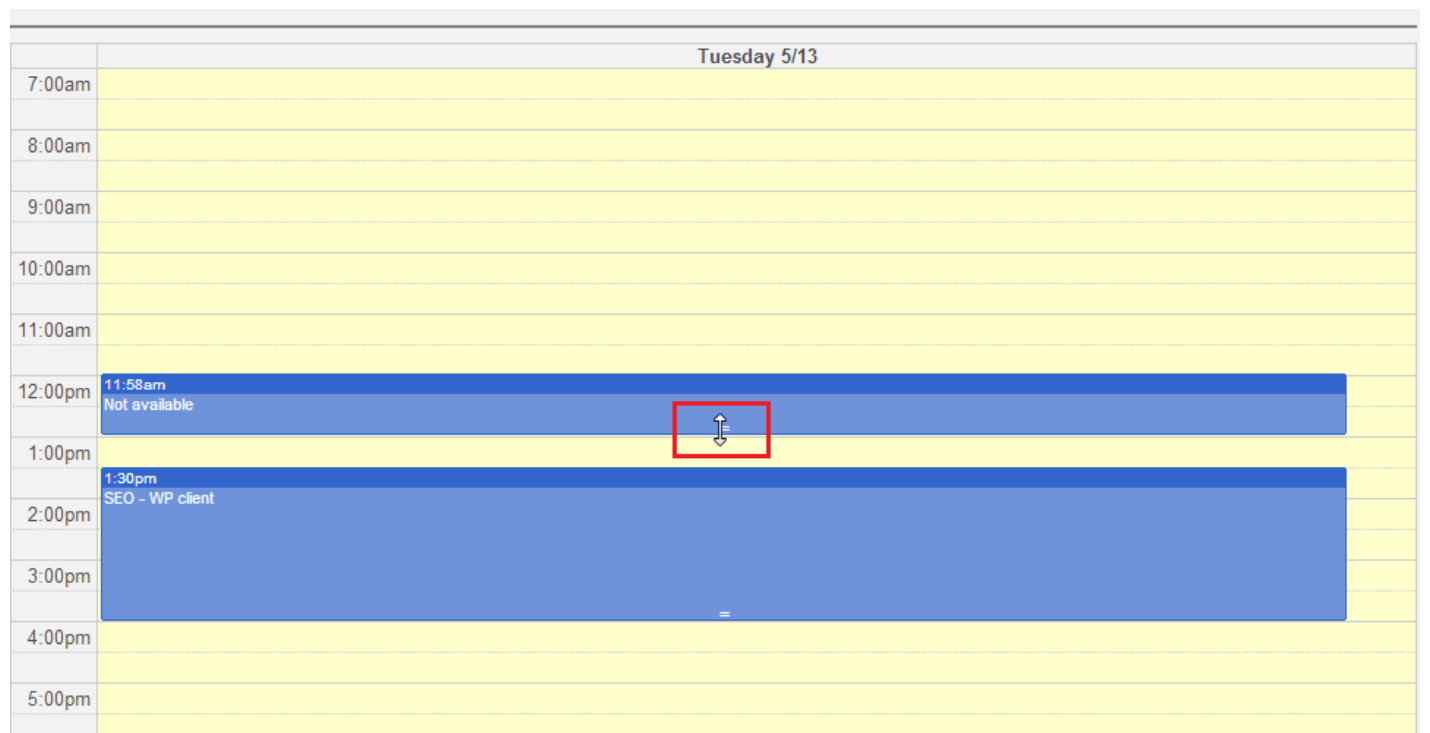 Tuesday 5/13
7:00am
8:00am
9:00am
10:00am
11:00am
12:00pm
11:58am
Not available
=
1:00pm
1:30pm
SEO - WP client
2:00pm
3:00pm
=
4:00pm
5:00pm